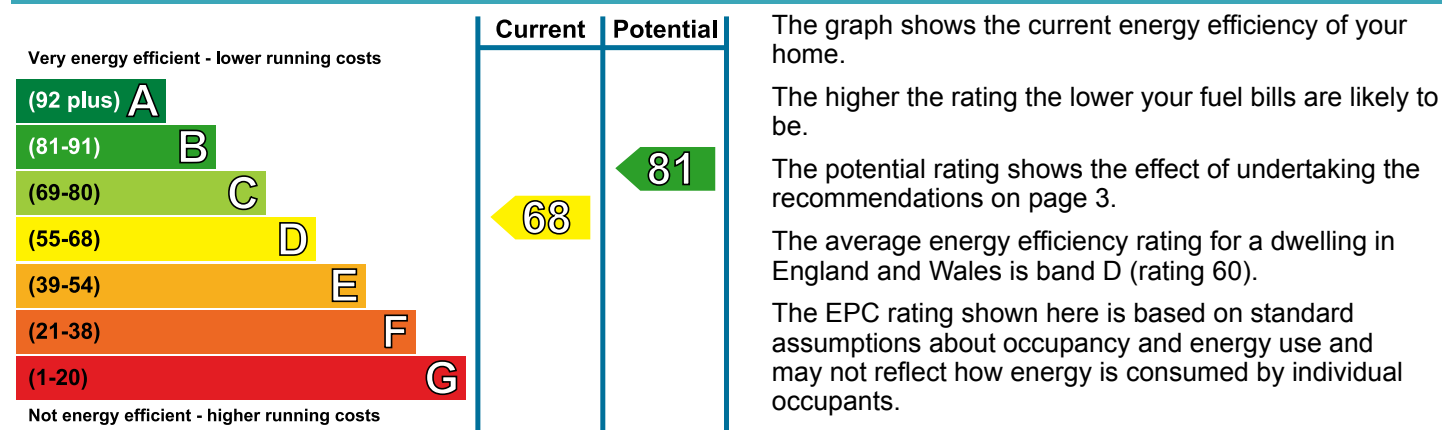 Current Potential
Very energy efficient - lower running costs
(92 plus) A
(81-91) B
(69-80) C
(55-68) D
(39-54) E
(21-38) F
(1-20) G
Not energy efficient - higher running costs
68
81
The graph shows the current energy efficiency of your
home.
The higher the rating the lower your fuel bills are likely to
be.
The potential rating shows the effect of undertaking the
recommendations on page 3.
The average energy efficiency rating for a dwelling in
England and Wales is band D (rating 60).
The EPC rating shown here is based on standard
assumptions about occupancy and energy use and
may not reflect how energy is consumed by individual
occupants.